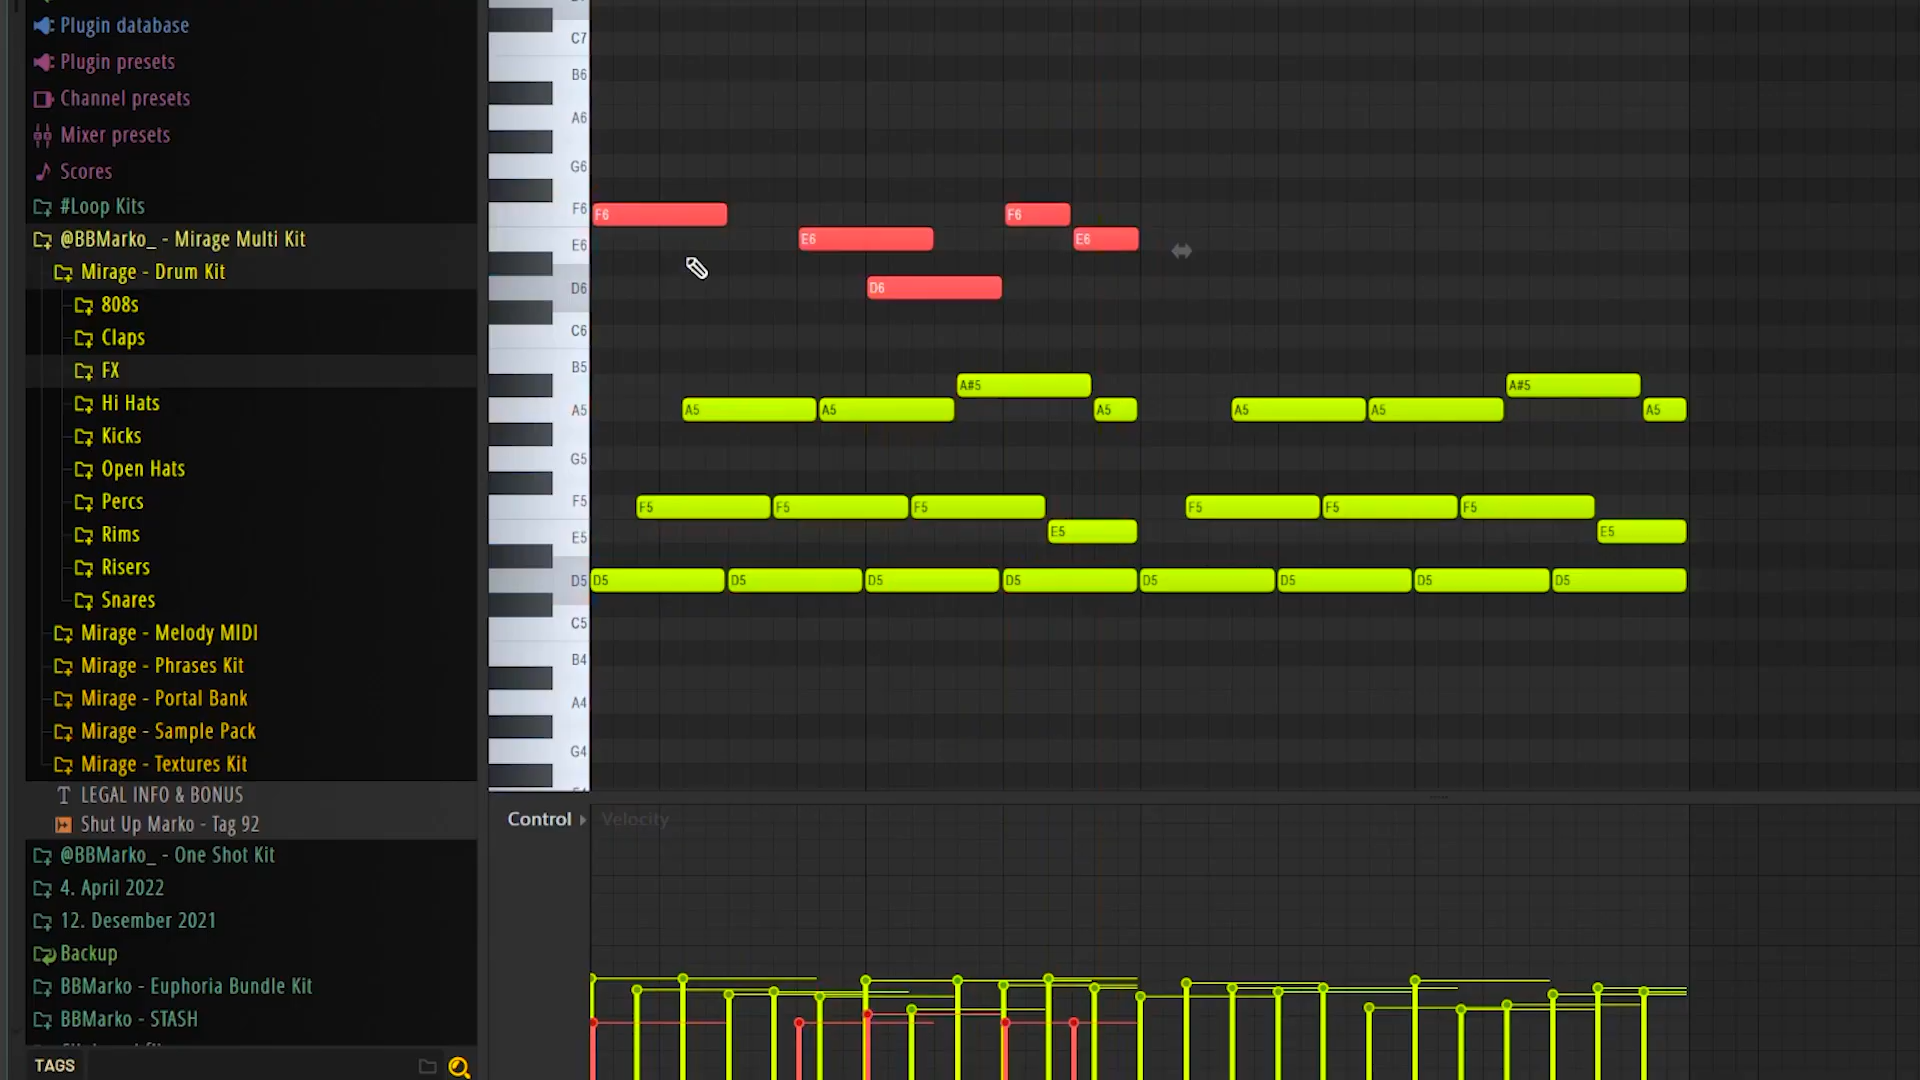 Plugin database
Plugin presets
Channel presets
Mixer presets
Scores
#Loop Kits
@BBMarko_ - Mirage Multi Kit
Mirage - Drum Kit
808s
Claps
FX
Hi Hats
Kicks
Open Hats
Percs
Rims
Risers
Snares
Mirage - Melody MIDI
Mirage - Phrases Kit
Mirage - Portal Bank
Mirage - Sample Pack
Mirage - Textures Kit
LEGAL INFO & BONUS
Shut Up Marko - Tag 92
@BBMarko_ - One Shot Kit
4. April 2022
12. Desember 2021
Backup
BBMarko - Euphoria Bundle Kit
BBMarko - STASH
TAGS
C7
B6
A6
G6
F6 F6 F6
E6 E6 E6
D6 D6
C6
B5 A#5 A#5
A5 A5 A5 A5 A5 A5 A5
G5
F5 F5 F5 F5 F5 F5 F5
E5 E5 E5
D5 D5 D5 D5 D5 D5 D5 D5 D5
C5
B4
A4
G4
Control Velocity